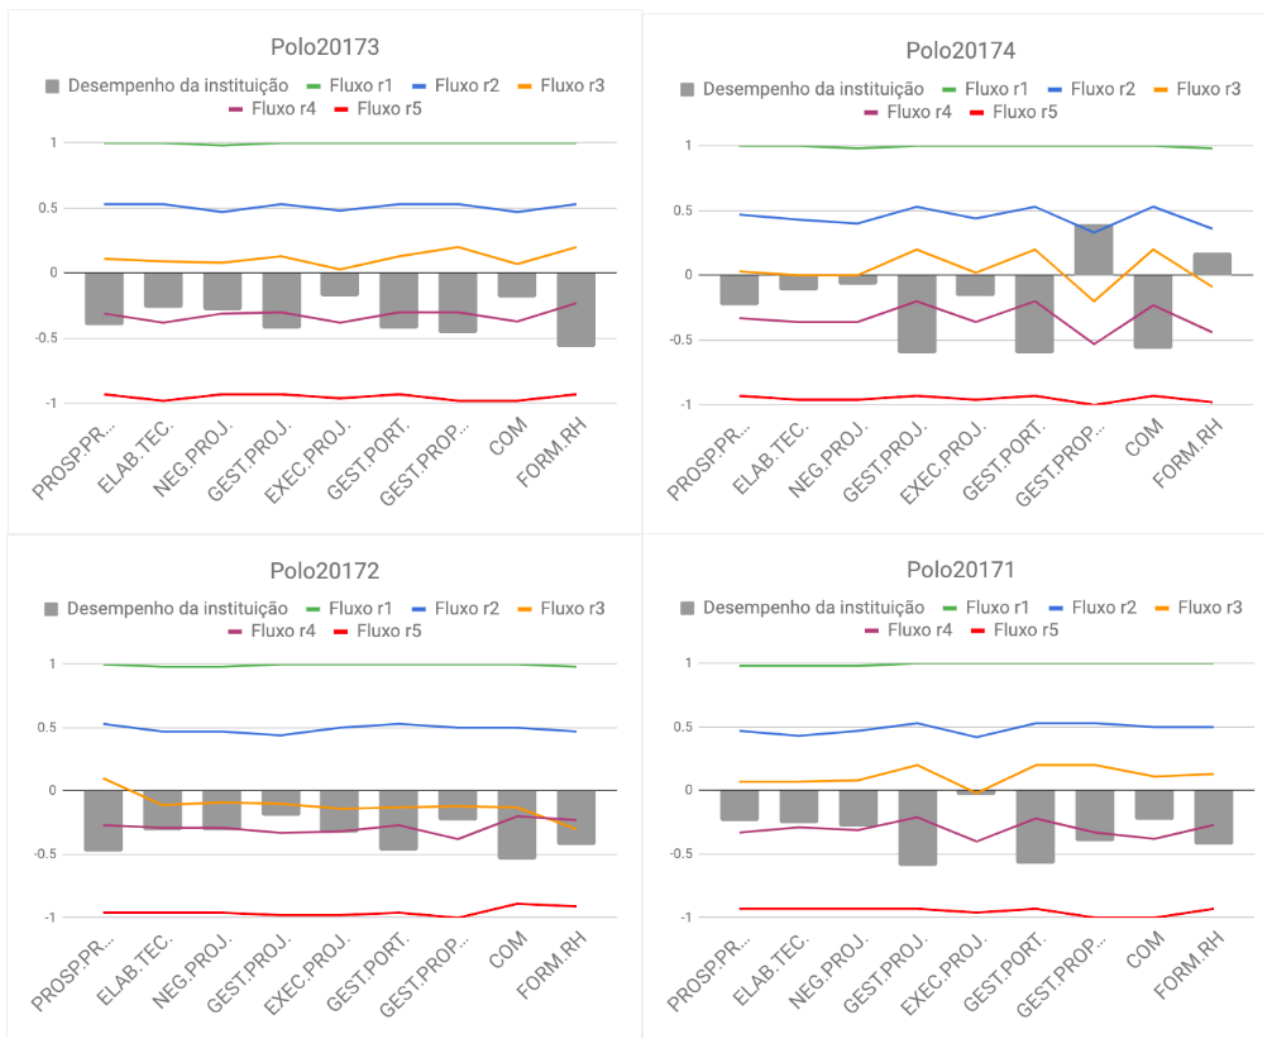 Polo20173
Desempenho da instituição Fluxo r1 Fluxo r2 Fluxo r3
Fluxo r4 Fluxo r5
1
0.5
0
-0.5
-1
PROSP.PR...
ELAB.TEC.
NEG.PROJ.
GEST.PROJ.
EXEC.PROJ.
GEST.PORT.
GEST.PROP...
COM
FORM.RH
Polo20174
Desempenho da instituição Fluxo r1 Fluxo r2 Fluxo r3
Fluxo r4 Fluxo r5
1
0.5
0
-0.5
-1
PROSP.PR...
ELAB.TEC.
NEG.PROJ.
GEST.PROJ.
EXEC.PROJ.
GEST.PORT.
GEST.PROP...
COM
FORM.RH
Polo20172
Desempenho da instituição Fluxo r1 Fluxo r2 Fluxo r3
Fluxo r4 Fluxo r5
1
0.5
0
-0.5
-1
PROSP.PR...
ELAB.TEC.
NEG.PROJ.
GEST.PROJ.
EXEC.PROJ.
GEST.PORT.
GEST.PROP...
COM
FORM.RH
Polo20171
Desempenho da instituição Fluxo r1 Fluxo r2 Fluxo r3
Fluxo r4 Fluxo r5
1
0.5
0
-0.5
-1
PROSP.PR...
ELAB.TEC.
NEG.PROJ.
GEST.PROJ.
EXEC.PROJ.
GEST.PORT.
GEST.PROP...
COM
FORM.RH